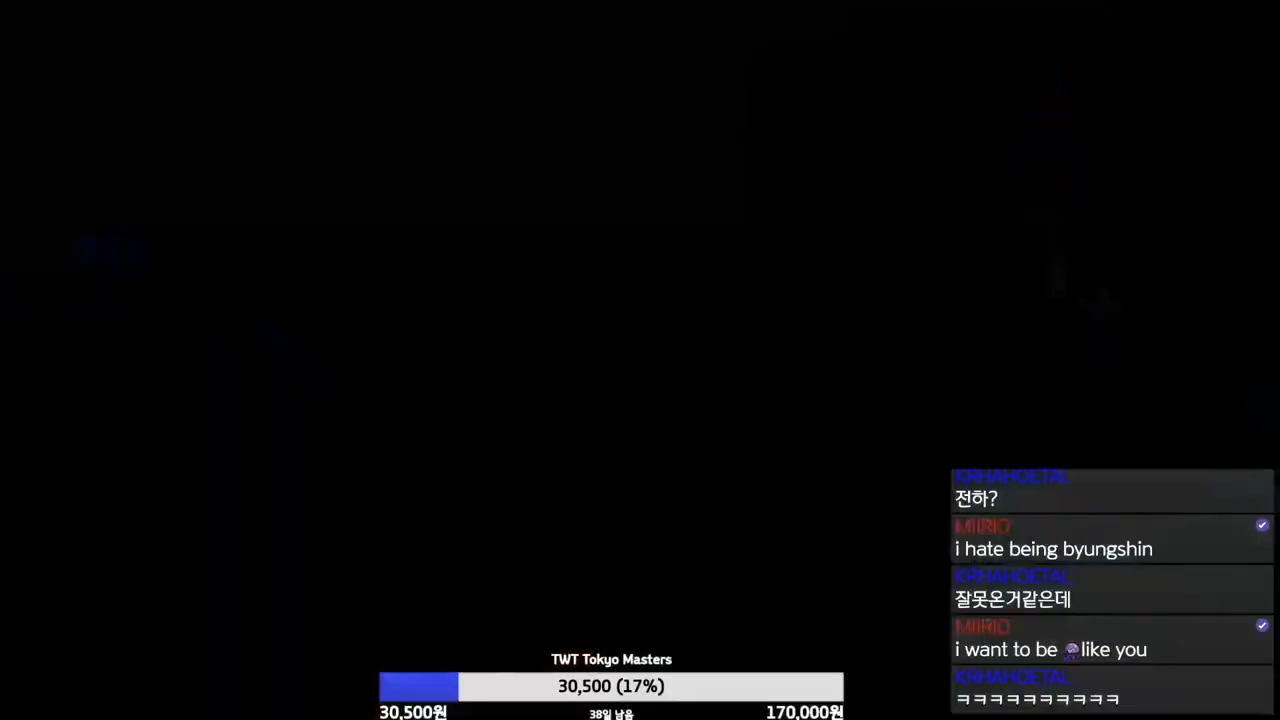 KRHAHOETAL
전하?
MIIRIO
i hate being byungshin
KRHAHOETAL
잘못온거같은데
MIIRIO
i want to be like you
KRHAHOETAL
ㅋㅋㅋㅋㅋㅋㅋㅋㅋㅋ
TWT Tokyo Masters
30,500 (17%)
30,500원
38일 남음
170,000원